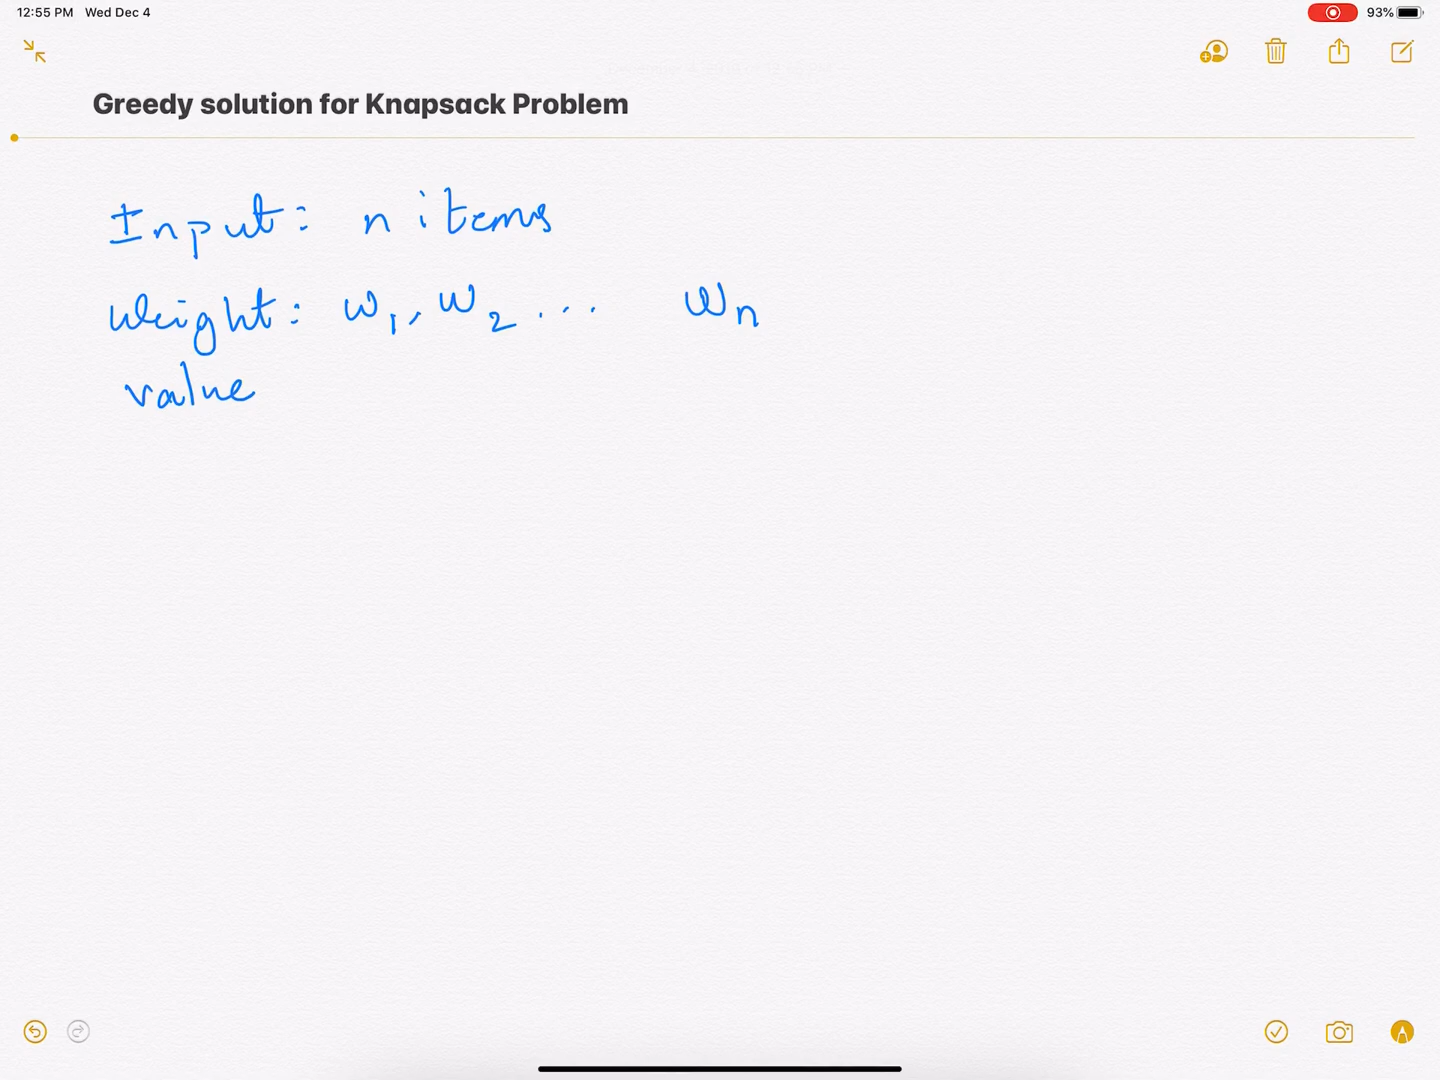 12:55 PM Wed Dec 4 93%
Greedy solution for Knapsack Problem
Input: n items
Weight: w₁, w₂ ... wₙ
value